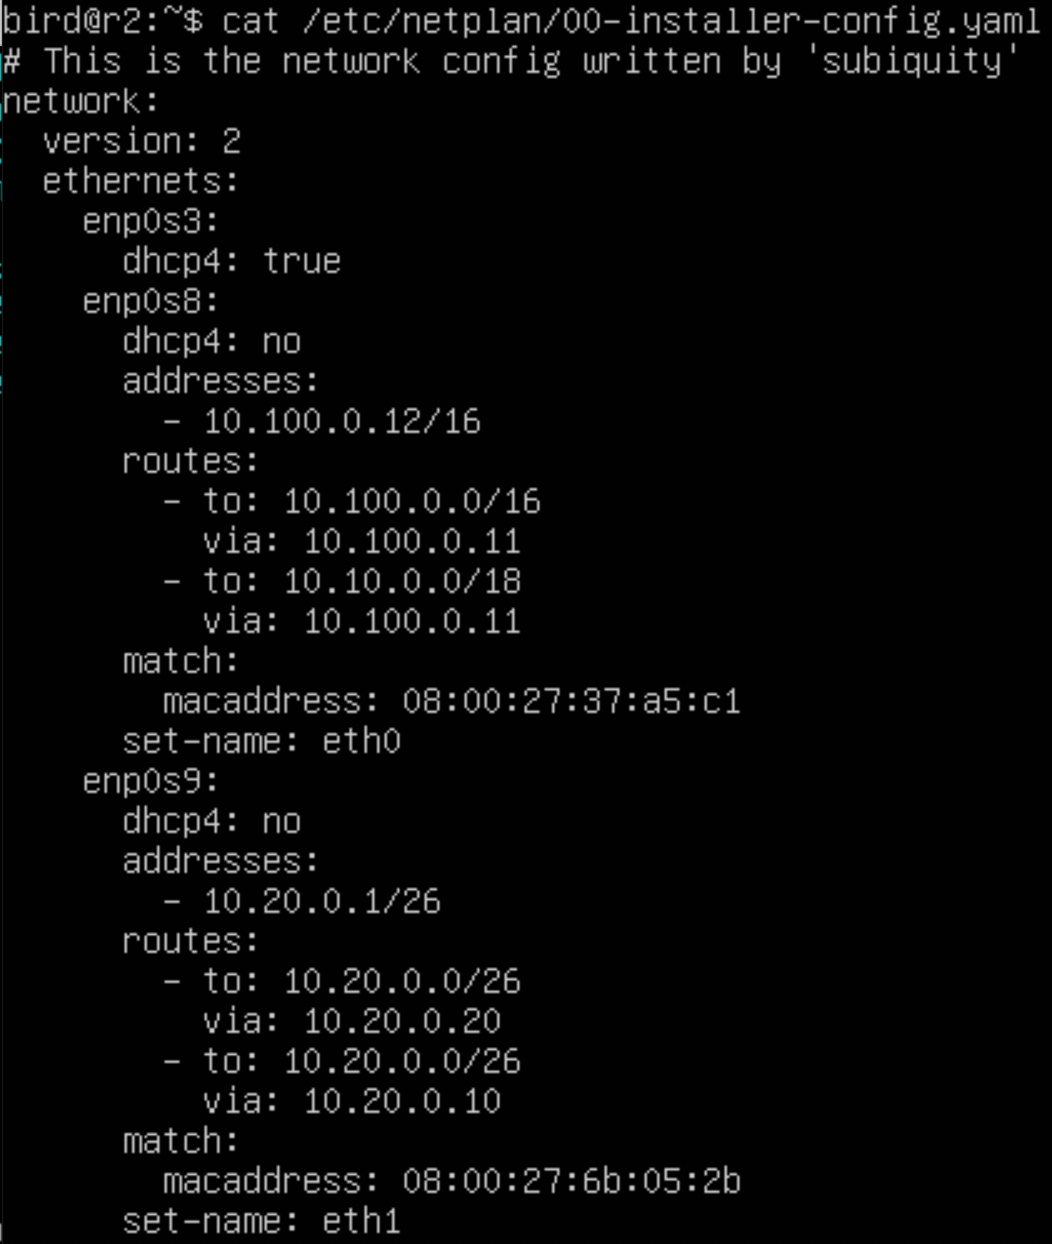 bird@r2:~$ cat /etc/netplan/00-installer-config.yaml
# This is the network config written by 'subiquity'
network:
  version: 2
  ethernets:
    enp0s3:
      dhcp4: true
    enp0s8:
      dhcp4: no
      addresses:
        - 10.100.0.12/16
      routes:
        - to: 10.100.0.0/16
          via: 10.100.0.11
        - to: 10.10.0.0/18
          via: 10.100.0.11
      match:
        macaddress: 08:00:27:37:a5:c1
      set-name: eth0
    enp0s9:
      dhcp4: no
      addresses:
        - 10.20.0.1/26
      routes:
        - to: 10.20.0.0/26
          via: 10.20.0.20
        - to: 10.20.0.0/26
          via: 10.20.0.10
      match:
        macaddress: 08:00:27:6b:05:2b
      set-name: eth1